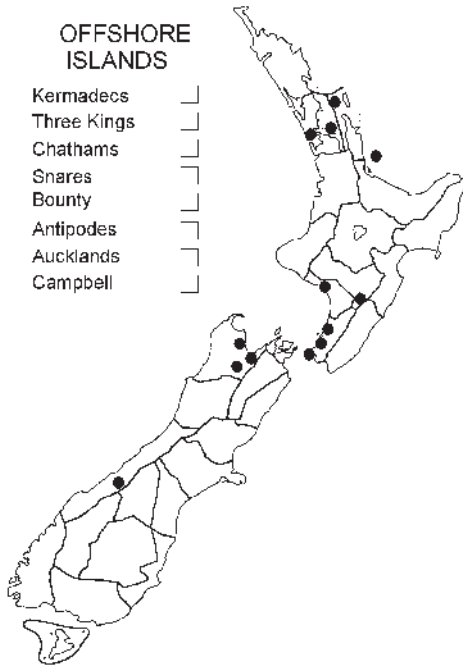 OFFSHORE
ISLANDS
Kermadecs
Three Kings
Chathams
Snares
Bounty
Antipodes
Aucklands
Campbell